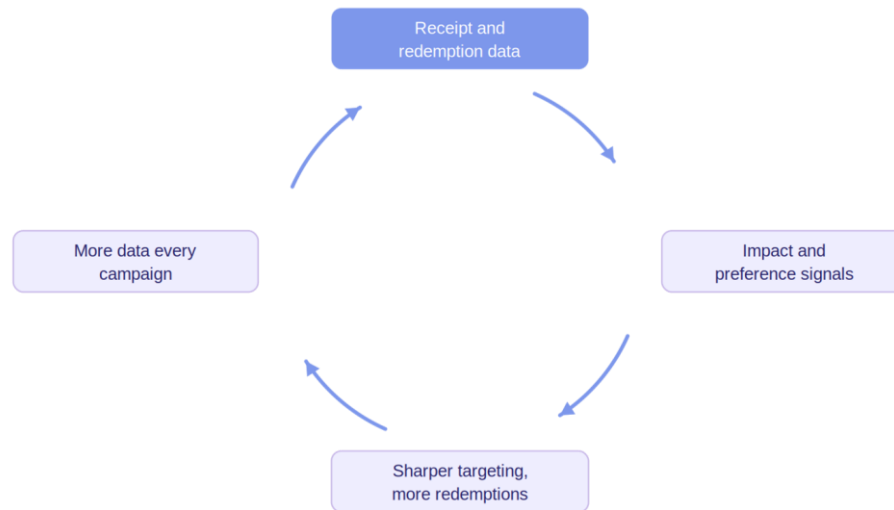 Receipt and
redemption data
Impact and
preference signals
Sharper targeting,
more redemptions
More data every
campaign